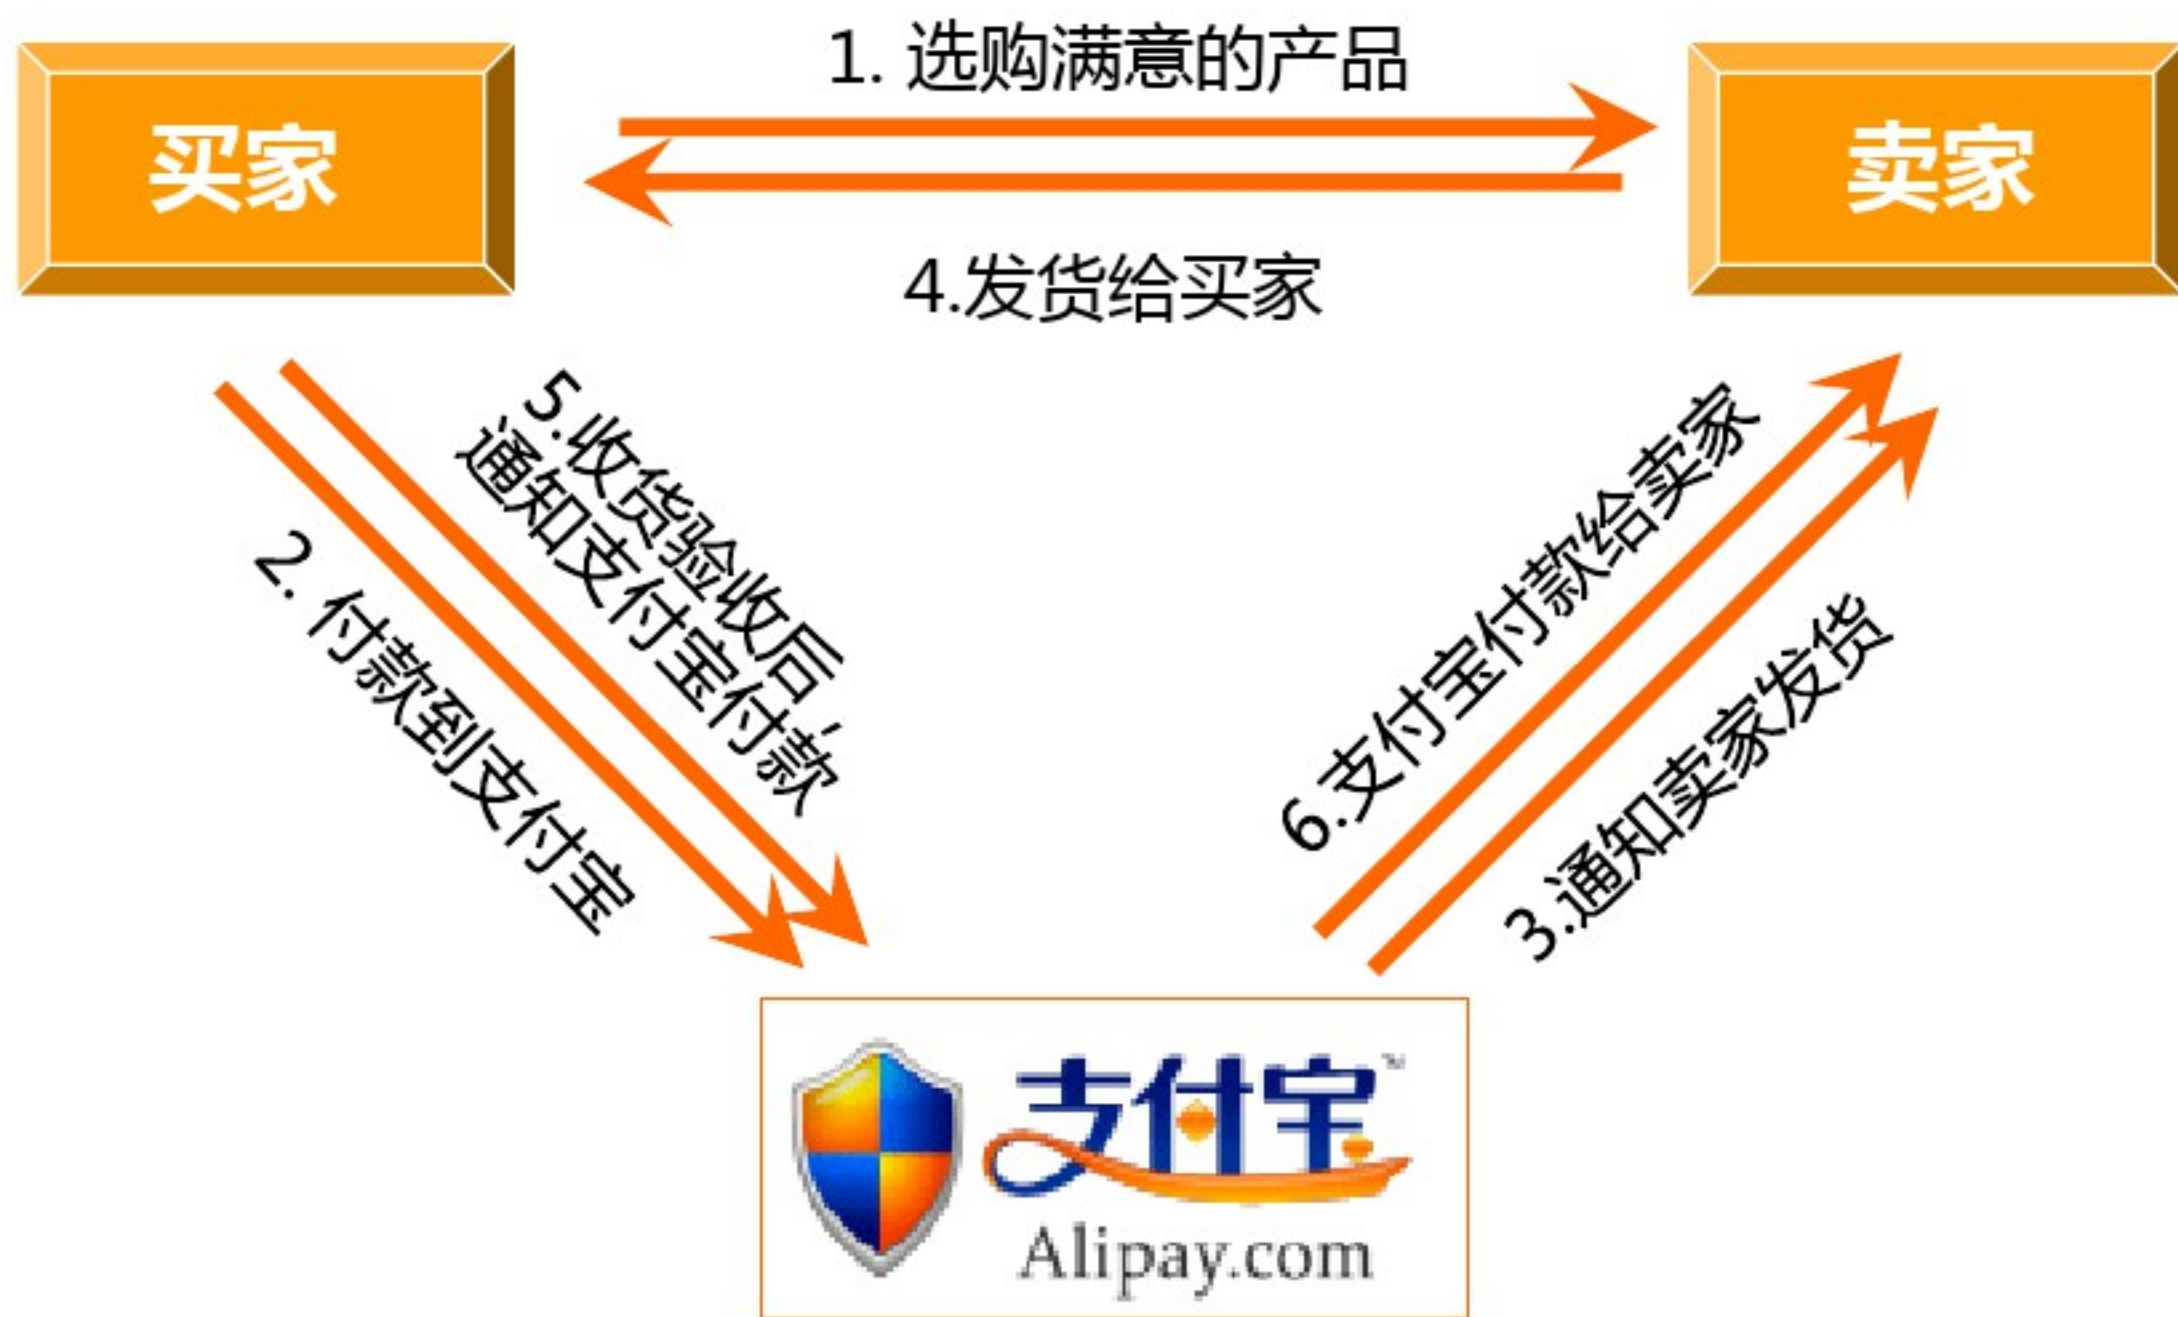 1. 选购满意的产品
买家
卖家
4.发货给买家
5.收货验收后，
通知支付宝付款
2. 付款到支付宝
6.支付宝付款给卖家
3.通知卖家发货
支付宝™
Alipay.com